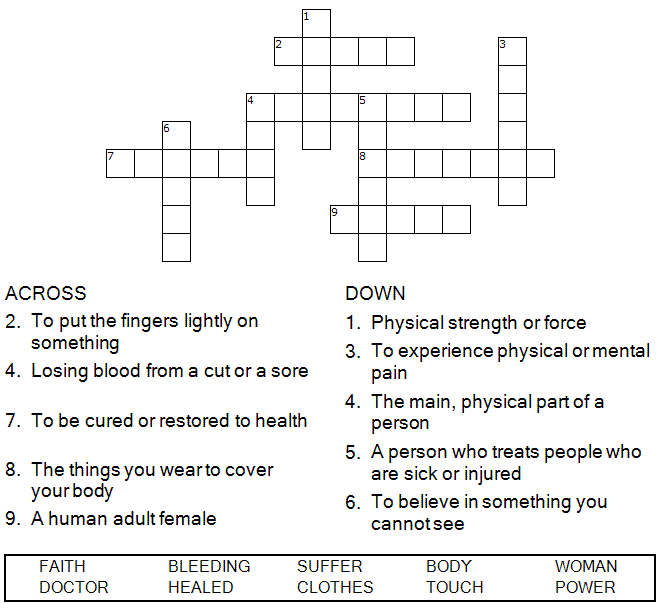 1
2
3
4
5
6
7
8
9
ACROSS
2. To put the fingers lightly on
something
4. Losing blood from a cut or a sore
7. To be cured or restored to health
8. The things you wear to cover
your body
9. A human adult female
DOWN
1. Physical strength or force
3. To experience physical or mental
pain
4. The main, physical part of a
person
5. A person who treats people who
are sick or injured
6. To believe in something you
cannot see
FAITH BLEEDING SUFFER BODY WOMAN
DOCTOR HEALED CLOTHES TOUCH POWER